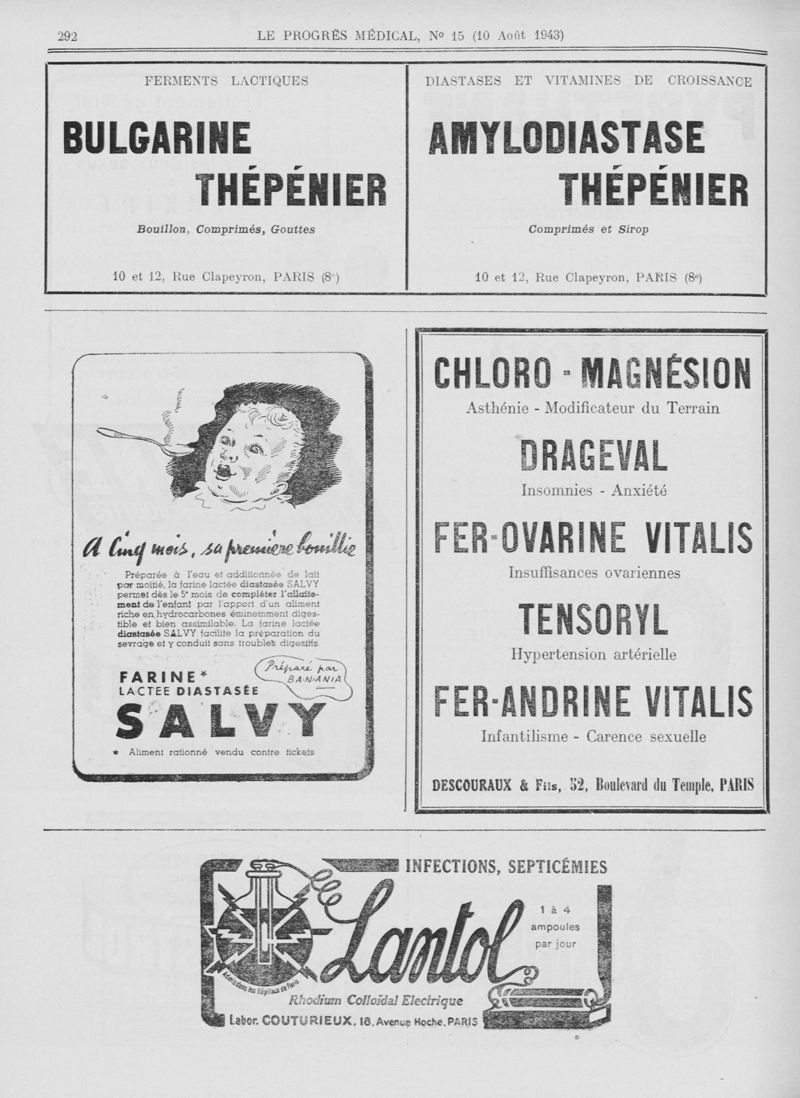 292
LE PROGRÈS MÉDICAL, No 15 (10 Août 1943)
FERMENTS LACTIQUES
BULGARINE
THÉPÉNIER
Bouillon, Comprimés, Gouttes
10 et 12, Rue Clapeyron, PARIS (8e)
DIASTASES ET VITAMINES DE CROISSANCE
AMYLODIASTASE
THÉPÉNIER
Comprimés et Sirop
10 et 12, Rue Clapeyron, PARIS (8e)
A Cinq mois, sa première bouillie
Préparée à l'eau et additionnée de lait
par moitié, la farine lactée diastasée SALVY
permet dès le 5e mois de compléter l'allaite-
ment de l'enfant par l'apport d'un aliment
riche en hydrocarbones éminemment diges-
tible et bien assimilable. La farine lactée
diastasée SALVY facilite la préparation du
sevrage et y conduit sans troubles digestifs.
Préparé par
BANANIA
FARINE*
LACTEE DIASTASÉE
SALVY
* Aliment rationné vendu contre tickets
CHLORO-MAGNÉSION
Asthénie - Modificateur du Terrain
DRAGEVAL
Insomnies - Anxiété
FER-OVARINE VITALIS
Insuffisances ovariennes
TENSORYL
Hypertension artérielle
FER-ANDRINE VITALIS
Infantilisme - Carence sexuelle
DESCOURAUX & Fils, 52, Boulevard du Temple, PARIS
INFECTIONS, SEPTICÉMIES
Lantol
1 à 4
ampoules
par jour
Admis dans les Hôpitaux de Paris
Rhodium Colloïdal Electrique
Labor. COUTURIEUX, 18, Avenue Hoche, PARIS